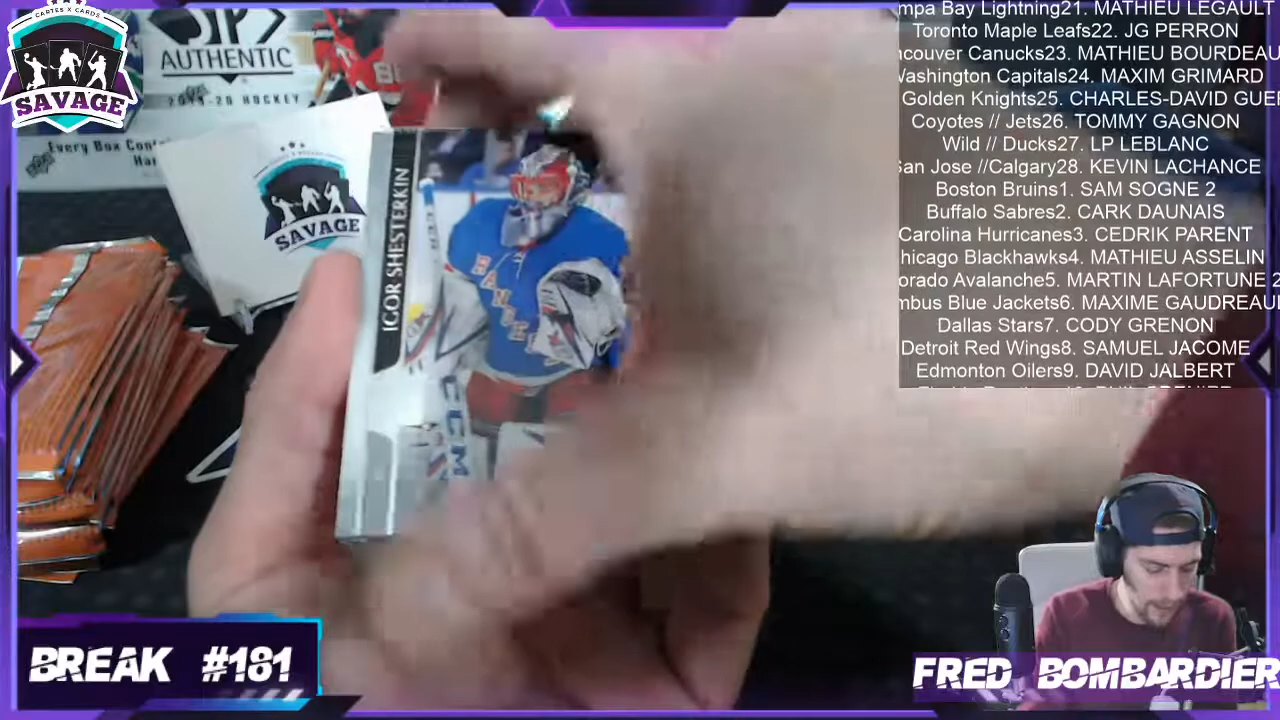 CARTES X CARDS
SAVAGE
AUTHENTIC
2019-20 HOCKEY
Every Box Conta
Har
SAVAGE
IGOR SHESTERKIN
CCM
mpa Bay Lightning21. MATHIEU LEGAULT
Toronto Maple Leafs22. JG PERRON
ncouver Canucks23. MATHIEU BOURDEAU
Washington Capitals24. MAXIM GRIMARD
Golden Knights25. CHARLES-DAVID GUE
Coyotes // Jets26. TOMMY GAGNON
Wild // Ducks27. LP LEBLANC
San Jose //Calgary28. KEVIN LACHANCE
Boston Bruins1. SAM SOGNE 2
Buffalo Sabres2. CARK DAUNAIS
Carolina Hurricanes3. CEDRIK PARENT
hicago Blackhawks4. MATHIEU ASSELIN
orado Avalanche5. MARTIN LAFORTUNE 2
mbus Blue Jackets6. MAXIME GAUDREAU
Dallas Stars7. CODY GRENON
Detroit Red Wings8. SAMUEL JACOME
Edmonton Oilers9. DAVID JALBERT
BREAK #181
FRED BOMBARDIER